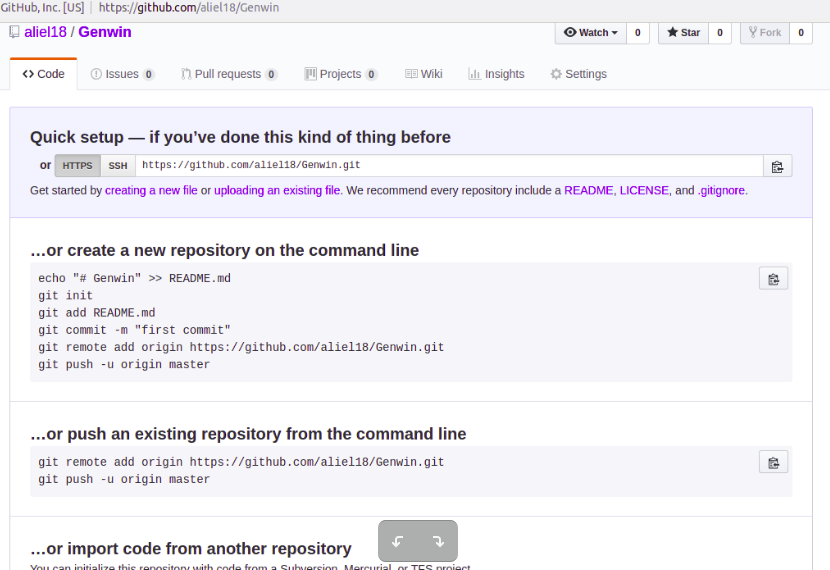 GitHub, Inc. [US] | https://github.com/aliel18/Genwin
aliel18 / Genwin
Watch 0 Star 0 Fork 0
Code Issues 0 Pull requests 0 Projects 0 Wiki Insights Settings
Quick setup — if you’ve done this kind of thing before
or HTTPS SSH https://github.com/aliel18/Genwin.git
Get started by creating a new file or uploading an existing file. We recommend every repository include a README, LICENSE, and .gitignore.
…or create a new repository on the command line
echo "# Genwin" >> README.md
git init
git add README.md
git commit -m "first commit"
git remote add origin https://github.com/aliel18/Genwin.git
git push -u origin master
…or push an existing repository from the command line
git remote add origin https://github.com/aliel18/Genwin.git
git push -u origin master
…or import code from another repository
You can initialize this repository with code from a Subversion, Mercurial, or TFS project.